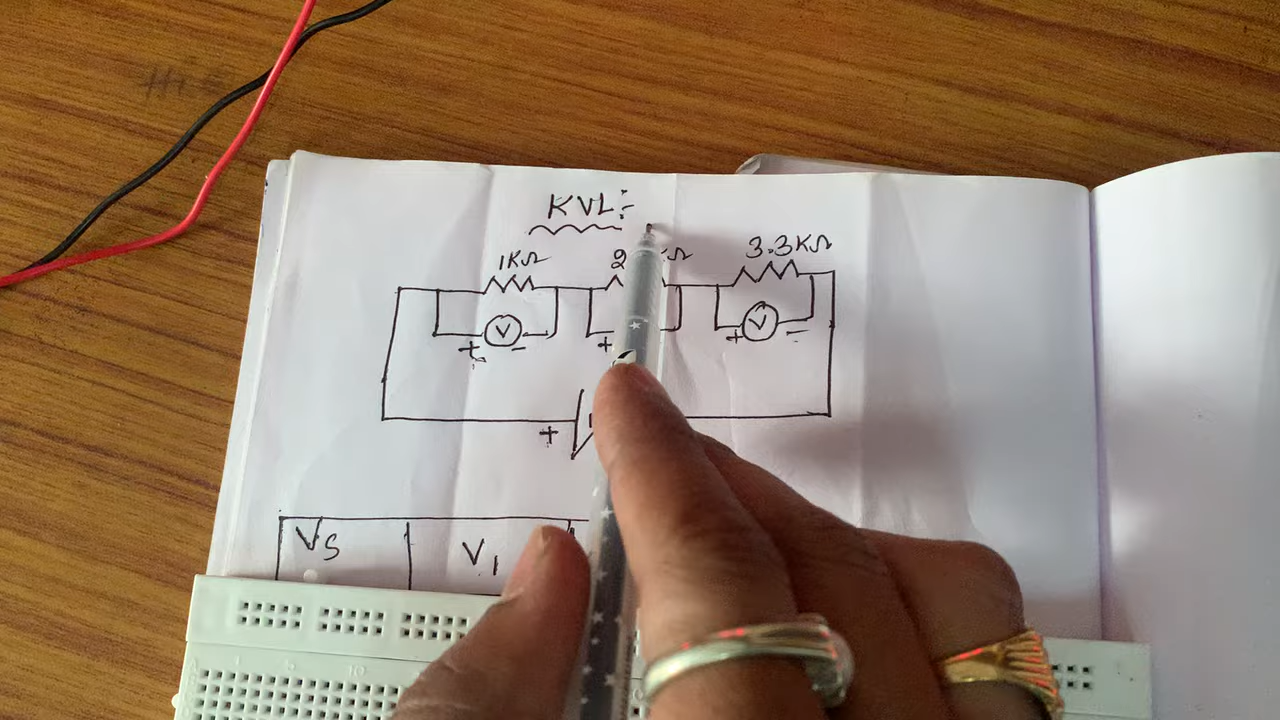 KVL:-
1KΩ 3.3KΩ
V V
+ - + + -
+
VS V1